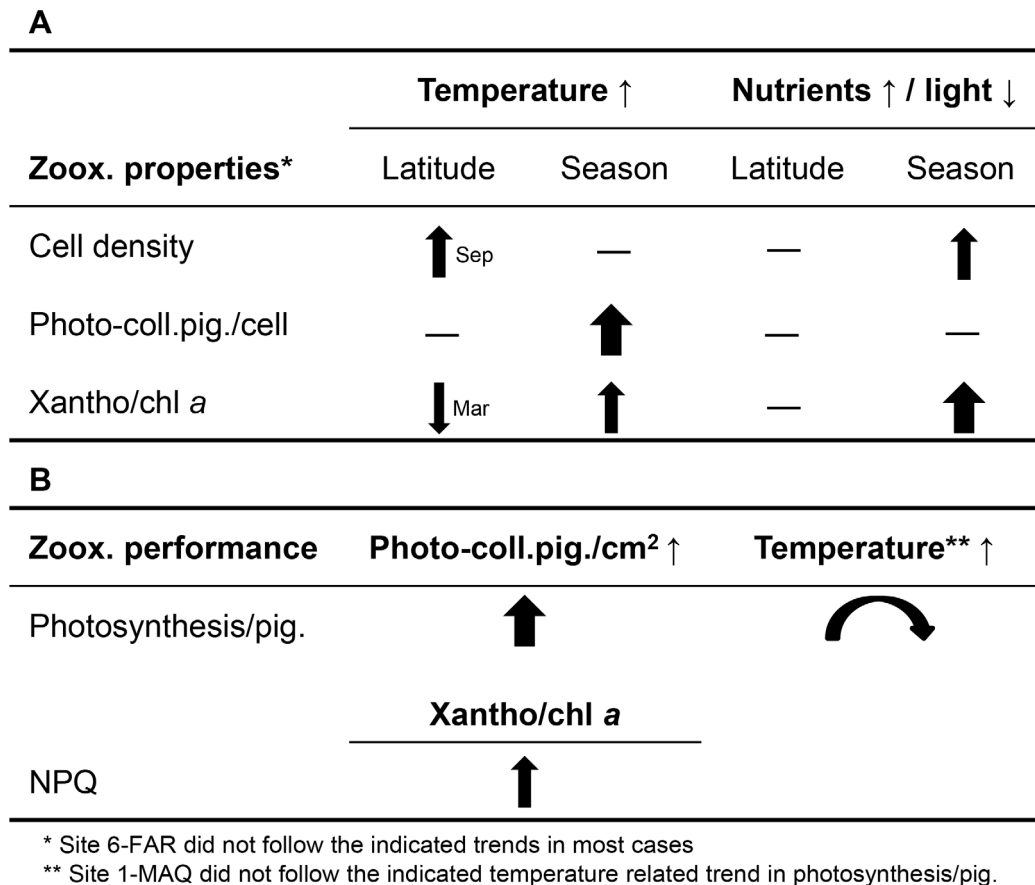 A
Temperature ↑ Nutrients ↑ / light ↓
Zoox. properties* Latitude Season Latitude Season
Cell density Sep — —
Photo-coll.pig./cell — — —
Xantho/chl a Mar —
B
Zoox. performance Photo-coll.pig./cm² ↑ Temperature** ↑
Photosynthesis/pig.
Xantho/chl a
NPQ
* Site 6-FAR did not follow the indicated trends in most cases
** Site 1-MAQ did not follow the indicated temperature related trend in photosynthesis/pig.